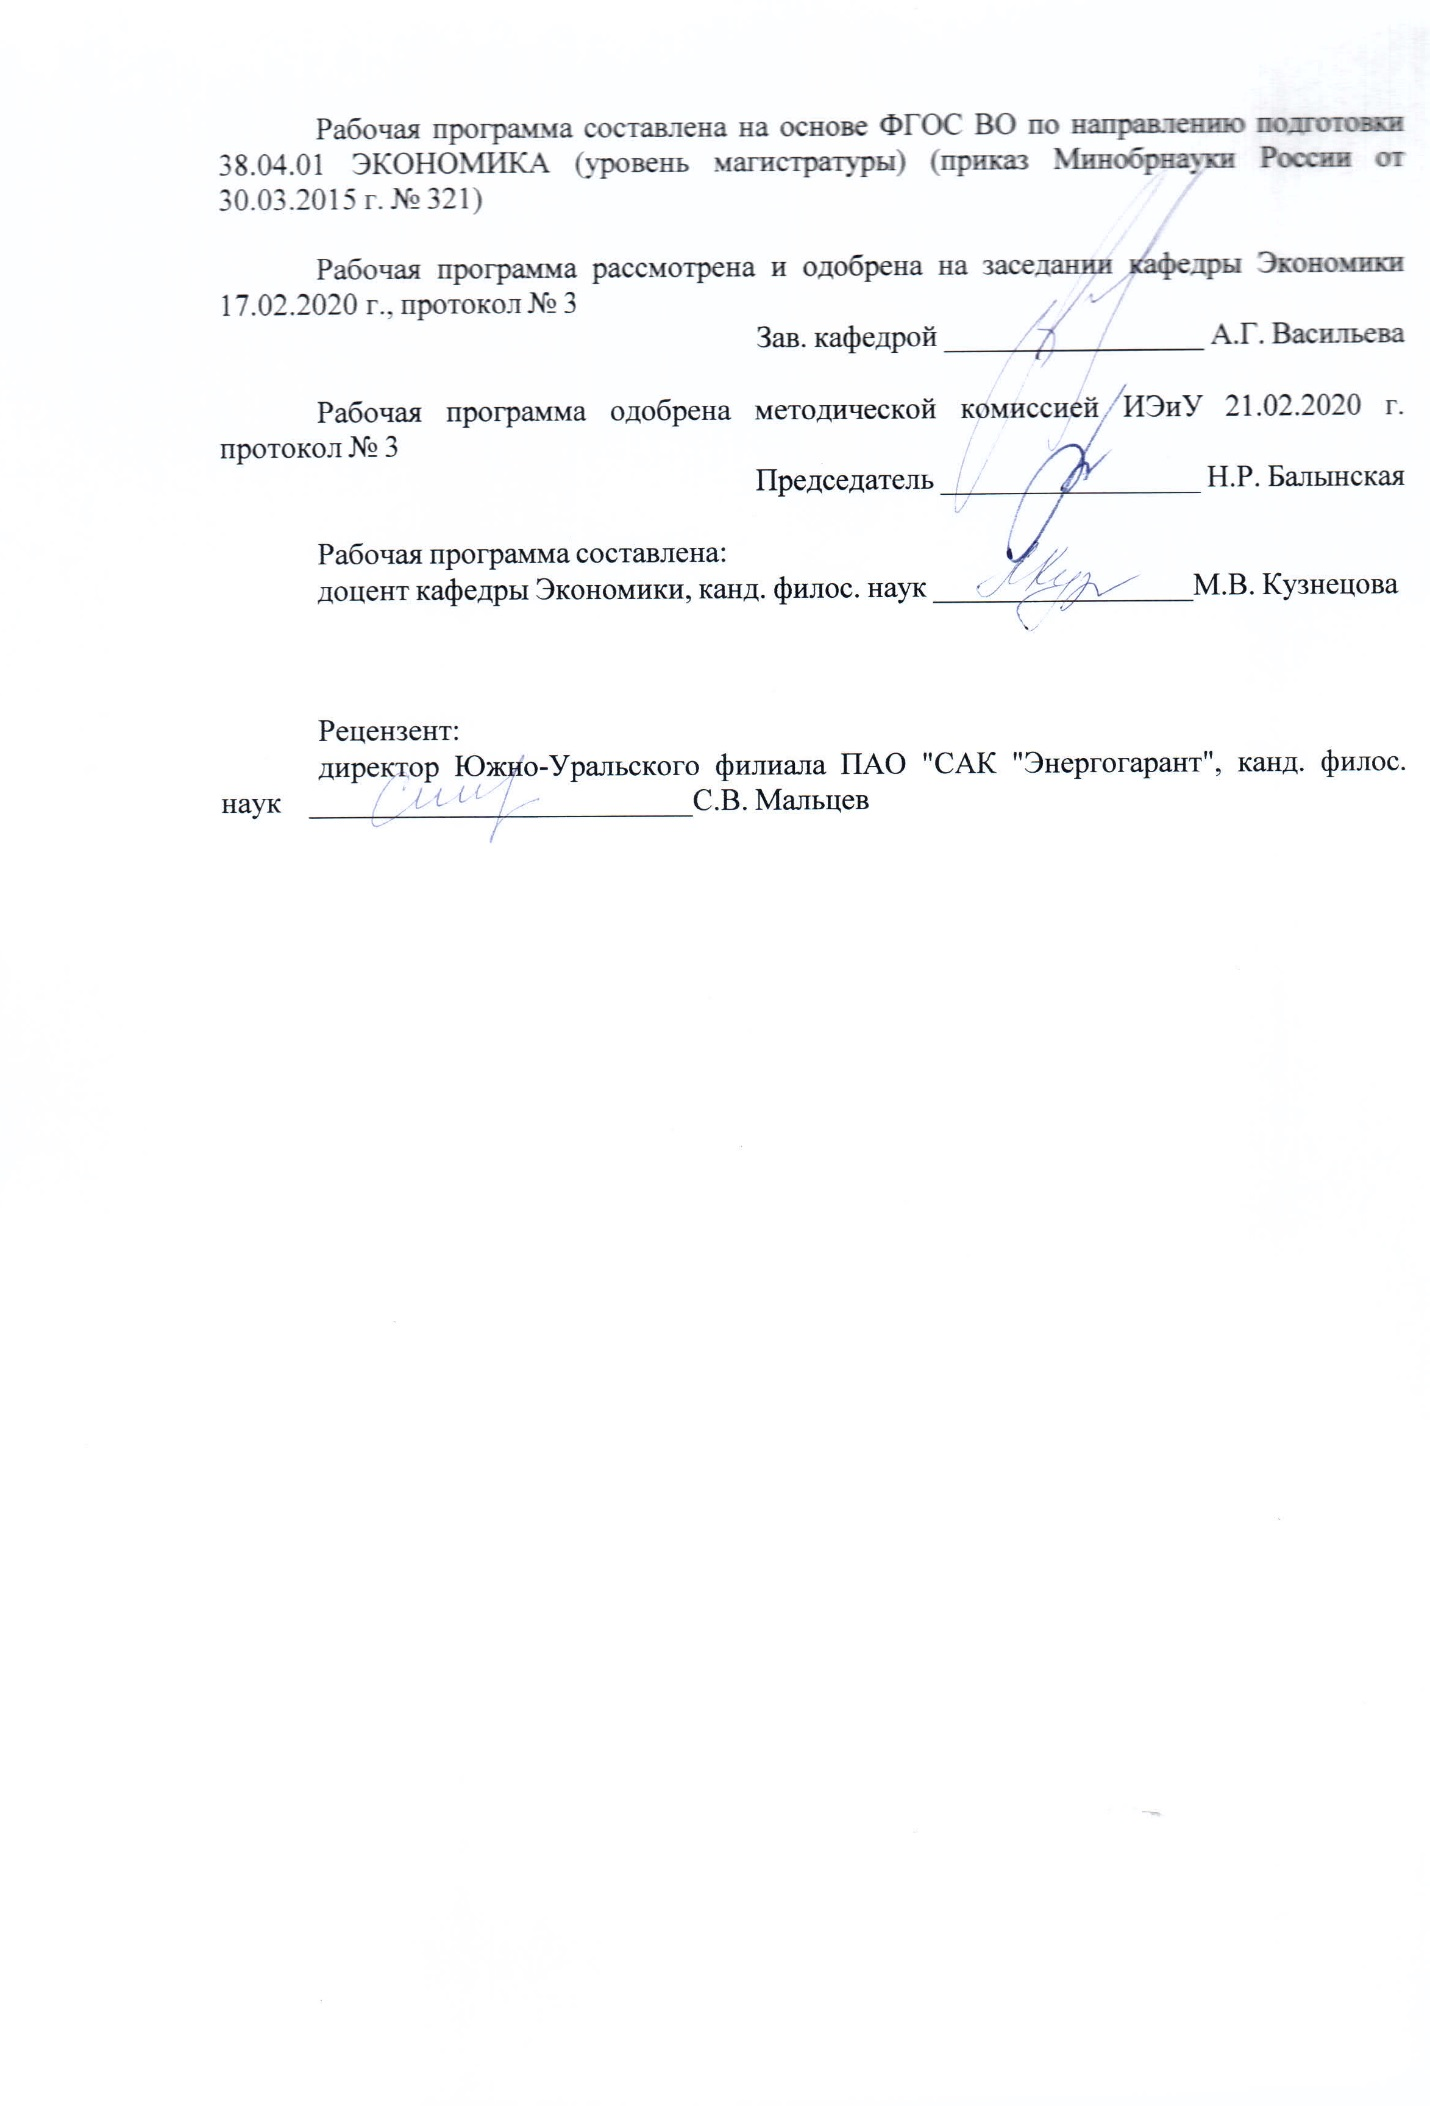 Рабочая программа составлена на основе ФГОС ВО по направлению подготовки
38.04.01 ЭКОНОМИКА (уровень магистратуры) (приказ Минобрнауки России от
30.03.2015 г. № 321)
Рабочая программа рассмотрена и одобрена на заседании кафедры Экономики
17.02.2020 г., протокол № 3
Зав. кафедрой __________________ А.Г. Васильева
Рабочая программа одобрена методической комиссией ИЭиУ 21.02.2020 г.
протокол № 3
Председатель __________________ Н.Р. Балынская
Рабочая программа составлена:
доцент кафедры Экономики, канд. филос. наук __________________М.В. Кузнецова
Рецензент:
директор Южно-Уральского филиала ПАО "САК "Энергогарант", канд. филос.
наук __________________________С.В. Мальцев